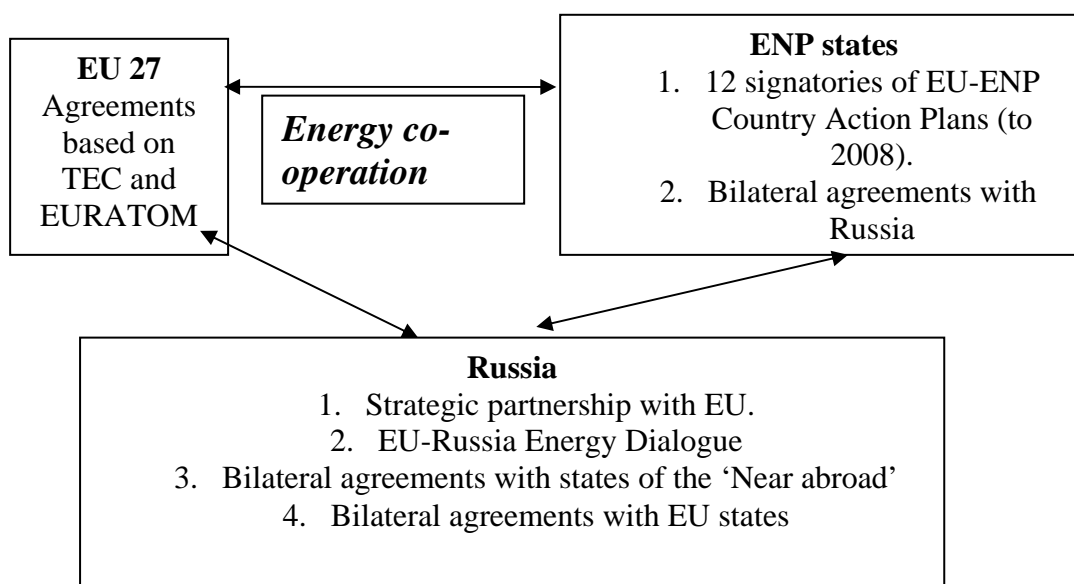 EU 27
Agreements
based on
TEC and
EURATOM
Energy co-
operation
ENP states
1. 12 signatories of EU-ENP
Country Action Plans (to
2008).
2. Bilateral agreements with
Russia
Russia
1. Strategic partnership with EU.
2. EU-Russia Energy Dialogue
3. Bilateral agreements with states of the ‘Near abroad’
4. Bilateral agreements with EU states